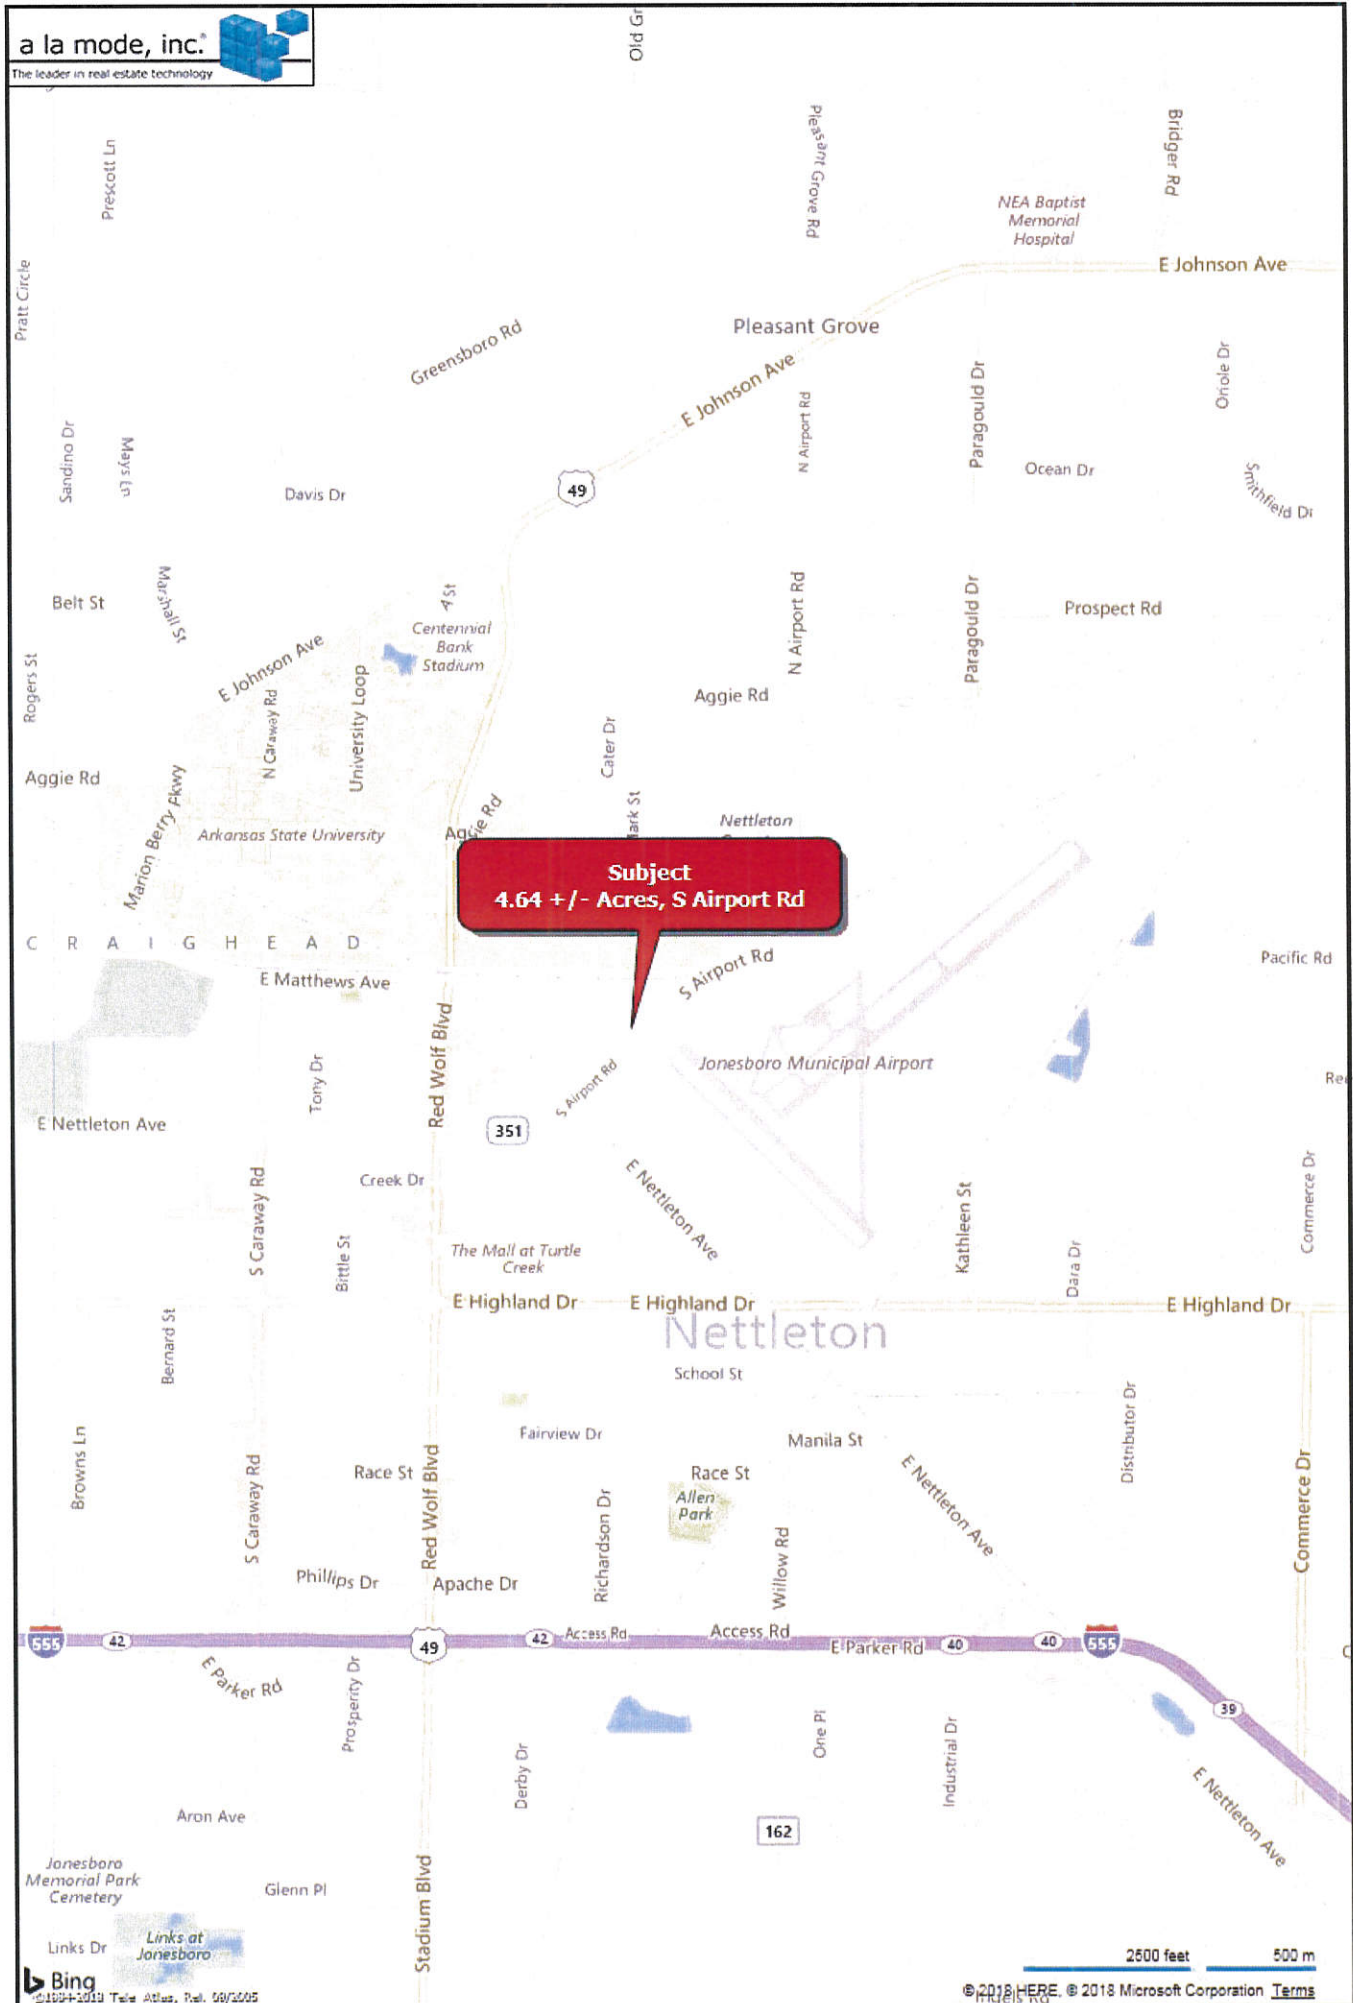 a la mode, inc.
The leader in real estate technology
Old Gr
Prescott Ln
Pleasant Grove Rd
Bridger Rd
NEA Baptist
Memorial
Hospital
E Johnson Ave
Pratt Circle
Pleasant Grove
Greensboro Rd
E Johnson Ave
Oriole Dr
Paragould Dr
N Airport Rd
Sandino Dr
Mays Ln
Ocean Dr
Smithfield Dr
Davis Dr
49
Belt St
Marshall St
A St
N Airport Rd
Paragould Dr
Prospect Rd
Centennial
Bank
Stadium
E Johnson Ave
Rogers St
University Loop
N Caraway Rd
Aggie Rd
Cater Dr
Aggie Rd
Marion Berry Pkwy
Aggie Rd
Mark St
Nettleton
Arkansas State University
Subject
4.64 +/- Acres, S Airport Rd
CRAIGHEAD
E Matthews Ave
S Airport Rd
Pacific Rd
Red Wolf Blvd
Tony Dr
S Airport Rd
Jonesboro Municipal Airport
E Nettleton Ave
351
Creek Dr
S Caraway Rd
E Nettleton Ave
Kathleen St
Commerce Dr
Bittle St
The Mall at Turtle
Creek
Dara Dr
E Highland Dr
E Highland Dr
E Highland Dr
Nettleton
Bernard St
School St
Distributor Dr
Browns Ln
Fairview Dr
Manila St
S Caraway Rd
Race St
Red Wolf Blvd
Race St
E Nettleton Ave
Commerce Dr
Allen
Park
Richardson Dr
Willow Rd
Phillips Dr
Apache Dr
555
42
49
42
Access Rd
Access Rd
E Parker Rd
40
40
555
E Parker Rd
Prosperity Dr
39
One Pl
Industrial Dr
Derby Dr
E Nettleton Ave
Aron Ave
162
Jonesboro
Memorial Park
Cemetery
Glenn Pl
Stadium Blvd
Links at
Jonesboro
Links Dr
2500 feet
500 m
Bing
© 2018 HERE, © 2018 Microsoft Corporation Terms
Tele Atlas, Rel. 09/2005